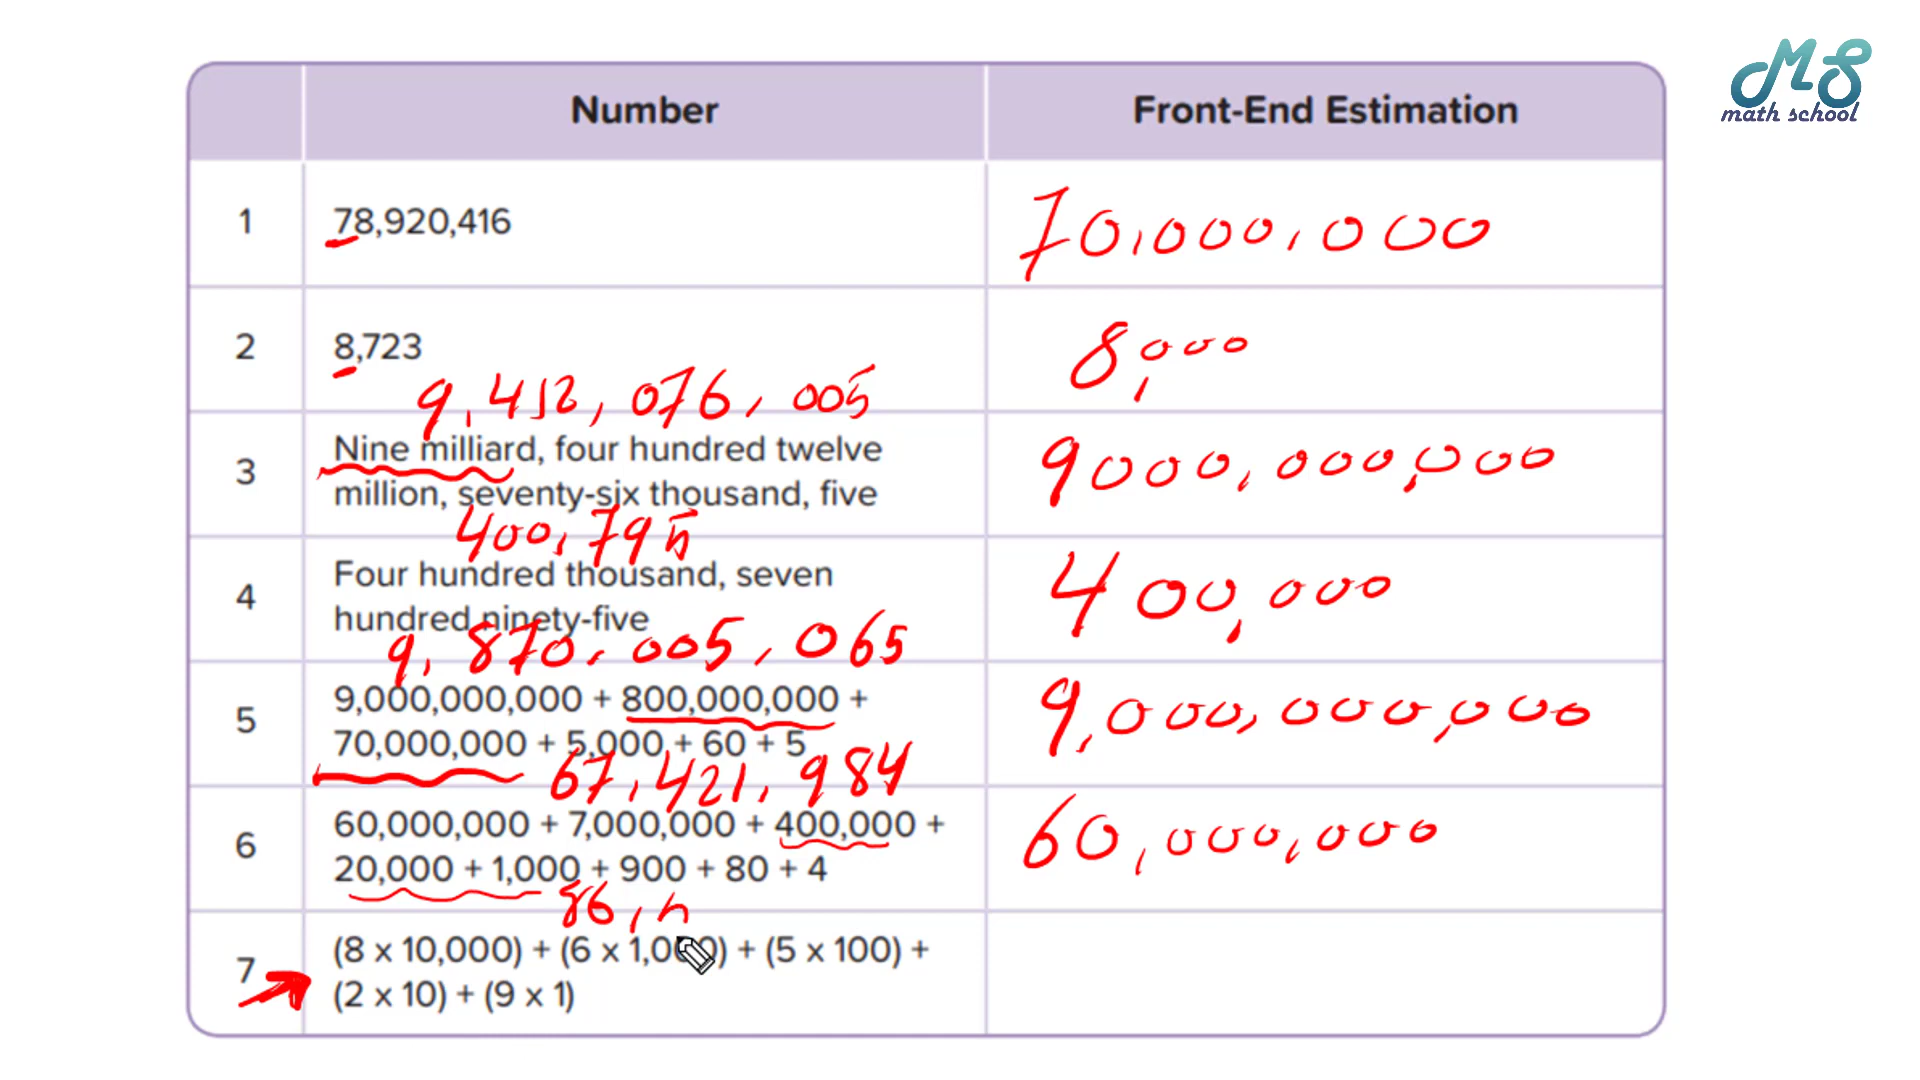 MS
math school
Number
Front-End Estimation
1
78,920,416
70,000,000
2
8,723
8,000
9,412,076,005
3
Nine milliard, four hundred twelve
million, seventy-six thousand, five
9000,000,000
400,795
4
Four hundred thousand, seven
hundred ninety-five
400,000
9,870,005,065
5
9,000,000,000 + 800,000,000 +
70,000,000 + 5,000 + 60 + 5
9,000,000,000
67,421,984
6
60,000,000 + 7,000,000 + 400,000 +
20,000 + 1,000 + 900 + 80 + 4
60,000,000
86,
7
(8 x 10,000) + (6 x 1,000) + (5 x 100) +
(2 x 10) + (9 x 1)